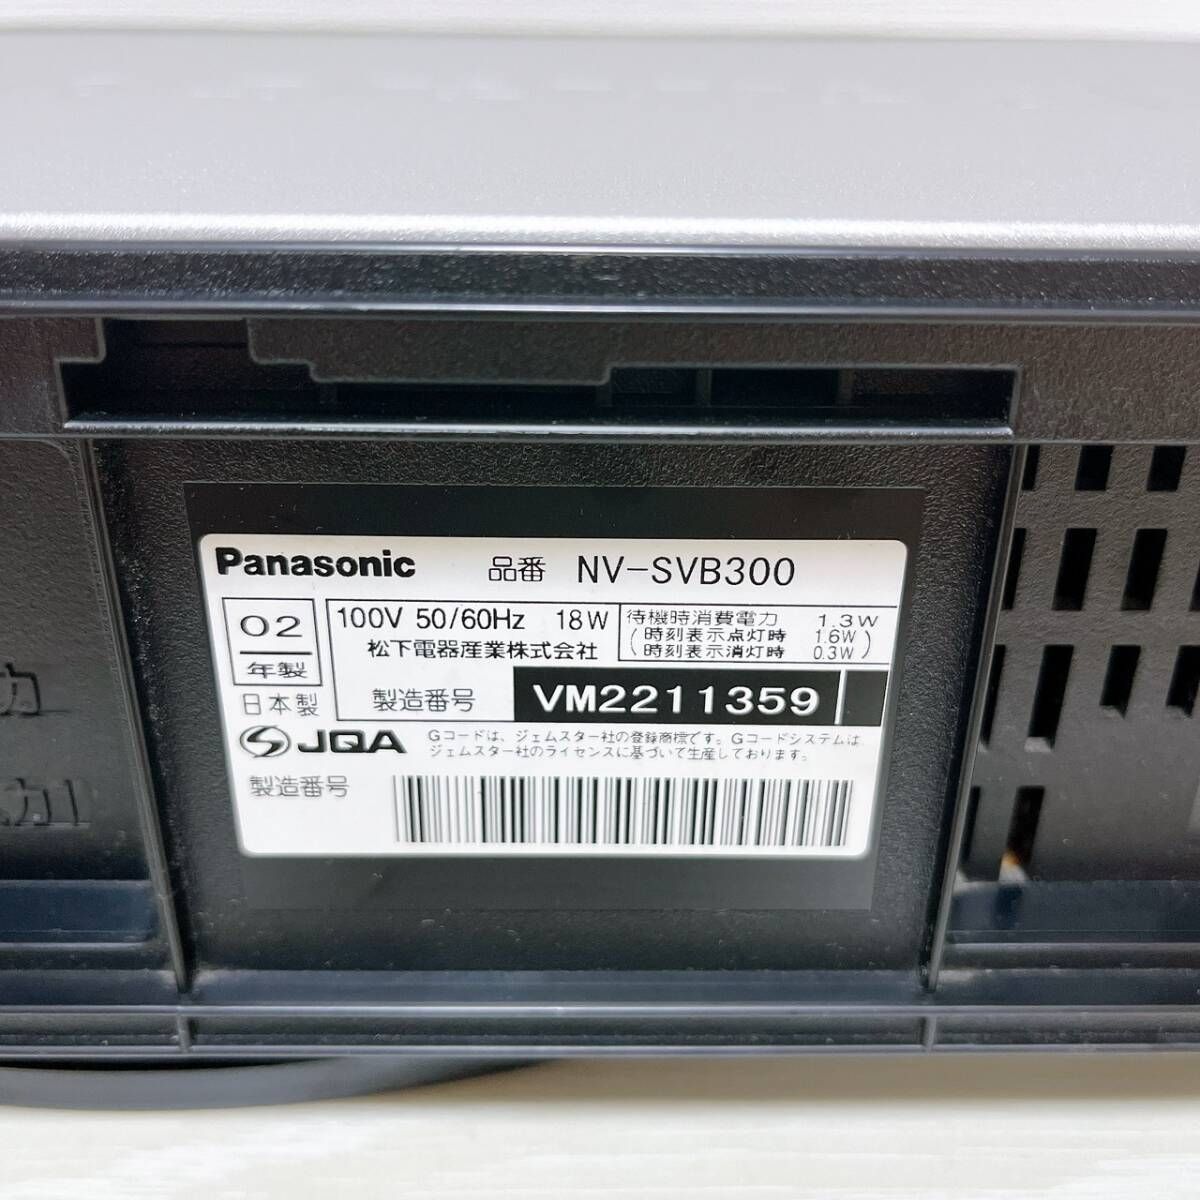 Panasonic 品番 NV-SVB300
02
年製
日本製
100V 50/60Hz 18W
松下電器産業株式会社
待機時消費電力 1.3W
(時刻表示点灯時 1.6W)
(時刻表示消灯時 0.3W)
製造番号 VM2211359
JQA
Gコードは、ジェムスター社の登録商標です。Gコードシステムは、
ジェムスター社のライセンスに基づいて生産しております。
製造番号
力
力1